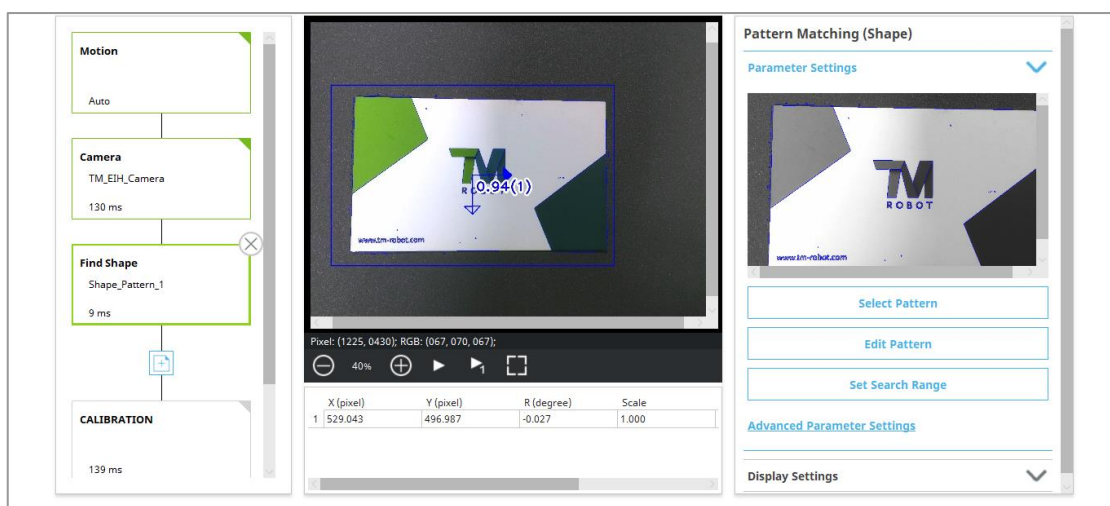 Motion
Auto
Camera
TM_EIH_Camera
130 ms
Find Shape
Shape_Pattern_1
9 ms
CALIBRATION
139 ms
TM
ROBOT
0.94(1)
www.tm-robot.com
Pixel: (1225, 0430); RGB: (067, 070, 067);
40%
1
X (pixel) Y (pixel) R (degree) Scale
1 529.043 496.987 -0.027 1.000
Pattern Matching (Shape)
Parameter Settings
TM
ROBOT
www.tm-robot.com
Select Pattern
Edit Pattern
Set Search Range
Advanced Parameter Settings
Display Settings